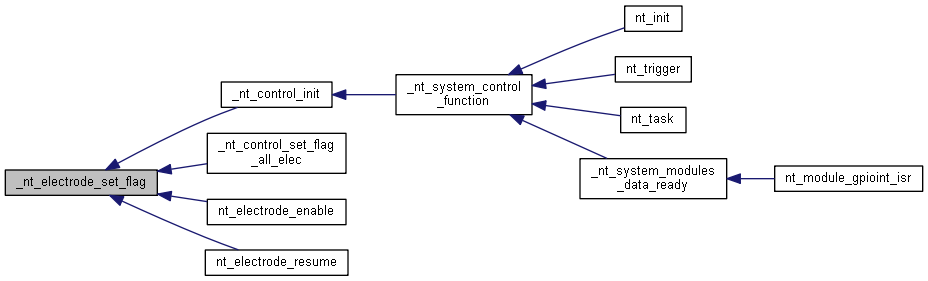 _nt_electrode_set_flag
_nt_control_init
_nt_control_set_flag
_all_elec
nt_electrode_enable
nt_electrode_resume
_nt_system_control
_function
nt_init
nt_trigger
nt_task
_nt_system_modules
_data_ready
nt_module_gpioint_isr